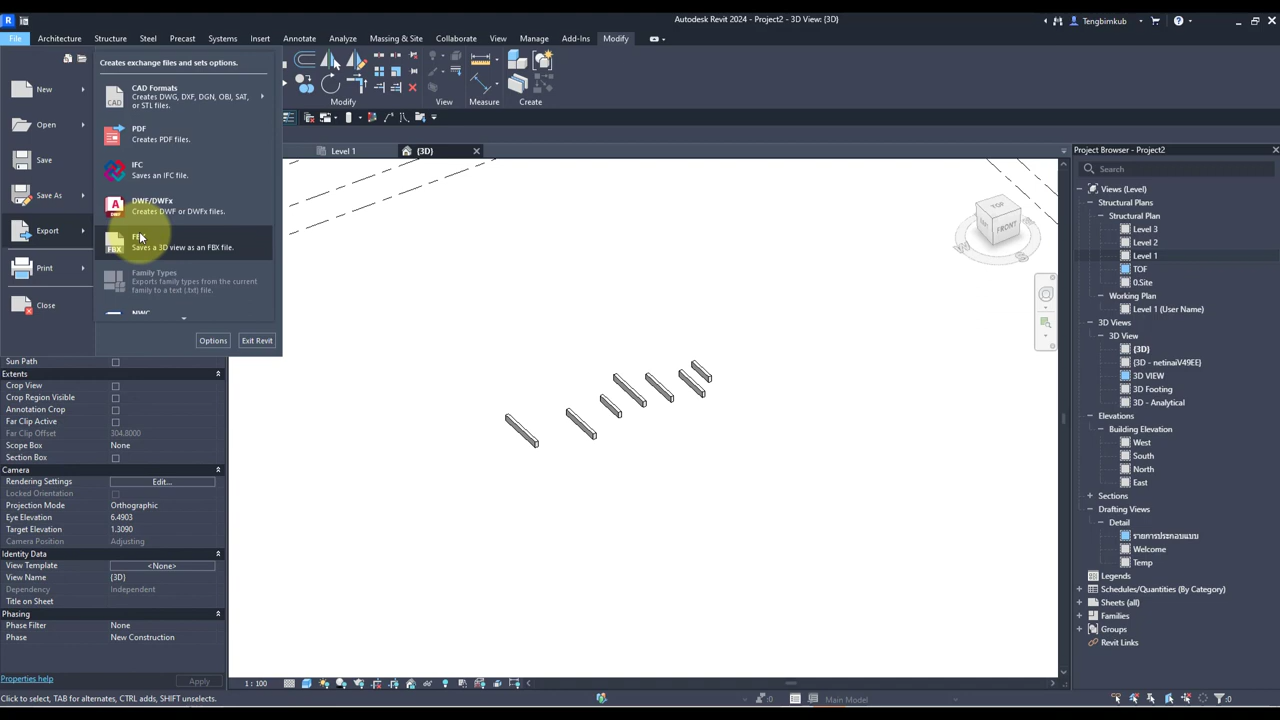 Autodesk Revit 2024 - Project2 - 3D View: {3D}
Tengbimkub
File
Architecture
Structure
Steel
Precast
Systems
Insert
Annotate
Analyze
Massing & Site
Collaborate
View
Manage
Add-Ins
Modify
Creates exchange files and sets options.
New
Open
Save
Save As
Export
Print
Close
CAD Formats
Creates DWG, DXF, DGN, OBJ, SAT,
or STL files.
CAD
PDF
Creates PDF files.
IFC
Saves an IFC file.
DWF/DWFx
Creates DWF or DWFx files.
FBX
Saves a 3D view as an FBX file.
Family Types
Exports family types from the current
family to a text (.txt) file.
NWC
Options
Exit Revit
Modify
View
Measure
Create
Level 1
{3D}
TOP
FRONT
Sun Path
Extents
Crop View
Crop Region Visible
Annotation Crop
Far Clip Active
Far Clip Offset 304.8000
Scope Box None
Section Box
Camera
Rendering Settings Edit...
Locked Orientation
Projection Mode Orthographic
Eye Elevation 6.4903
Target Elevation 1.3090
Camera Position Adjusting
Identity Data
View Template <None>
View Name {3D}
Dependency Independent
Title on Sheet
Phasing
Phase Filter None
Phase New Construction
Properties help
Apply
Project Browser - Project2
Search
Views (Level)
Structural Plans
Structural Plan
Level 3
Level 2
Level 1
TOF
0.Site
Working Plan
Level 1 (User Name)
3D Views
3D View
{3D}
{3D - netinaiV49EE}
3D VIEW
3D Footing
3D - Analytical
Elevations
Building Elevation
West
South
North
East
Sections
Drafting Views
Detail
รายการประกอบแบบ
Welcome
Temp
Legends
Schedules/Quantities (By Category)
Sheets (all)
Families
Groups
Revit Links
1 : 100
Click to select, TAB for alternates, CTRL adds, SHIFT unselects.
:0
Main Model
:0